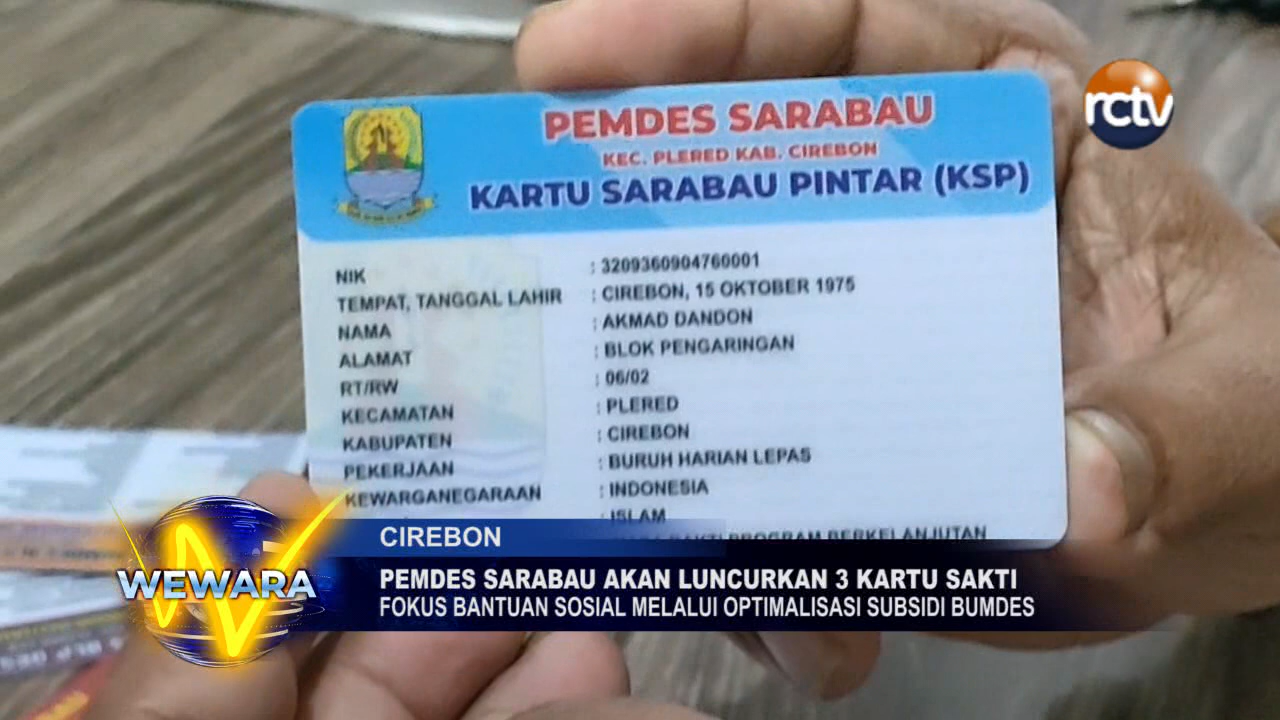 rctv
PEMDES SARABAU
KEC. PLERED KAB. CIREBON
KARTU SARABAU PINTAR (KSP)
NIK : 3209360904760001
TEMPAT, TANGGAL LAHIR : CIREBON, 15 OKTOBER 1975
NAMA : AKMAD DANDON
ALAMAT : BLOK PENGARINGAN
RT/RW : 06/02
KECAMATAN : PLERED
KABUPATEN : CIREBON
PEKERJAAN : BURUH HARIAN LEPAS
KEWARGANEGARAAN : INDONESIA
: ISLAM
PROGRAM BERKELANJUTAN
CIREBON
WEWARA
PEMDES SARABAU AKAN LUNCURKAN 3 KARTU SAKTI
FOKUS BANTUAN SOSIAL MELALUI OPTIMALISASI SUBSIDI BUMDES